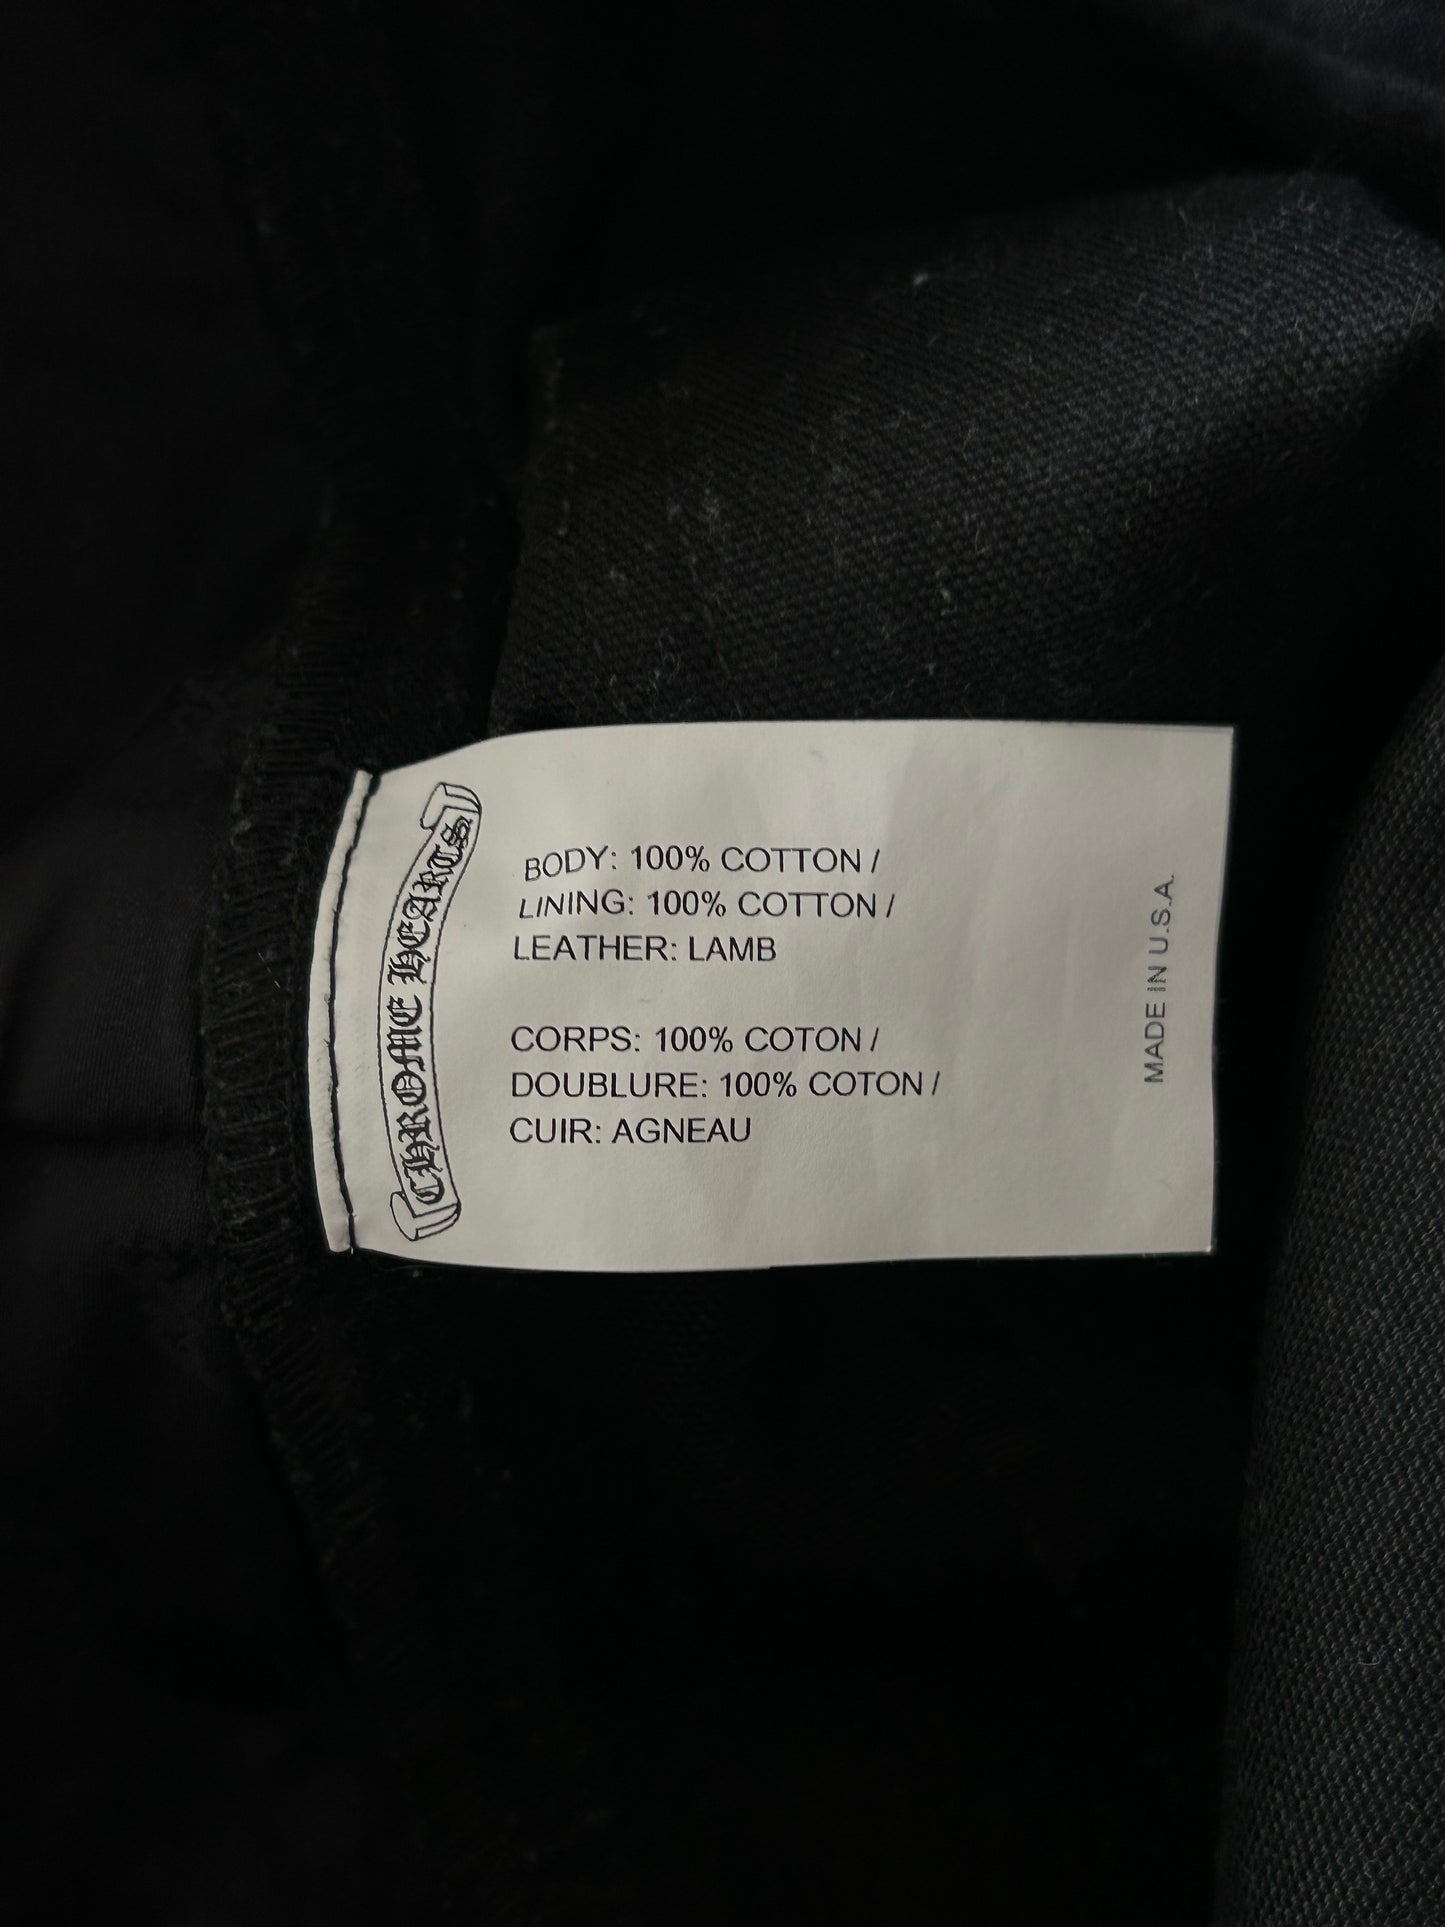 CHROME HEARTS
BODY: 100% COTTON /
LINING: 100% COTTON /
LEATHER: LAMB
CORPS: 100% COTON /
DOUBLURE: 100% COTON /
CUIR: AGNEAU
MADE IN U.S.A.